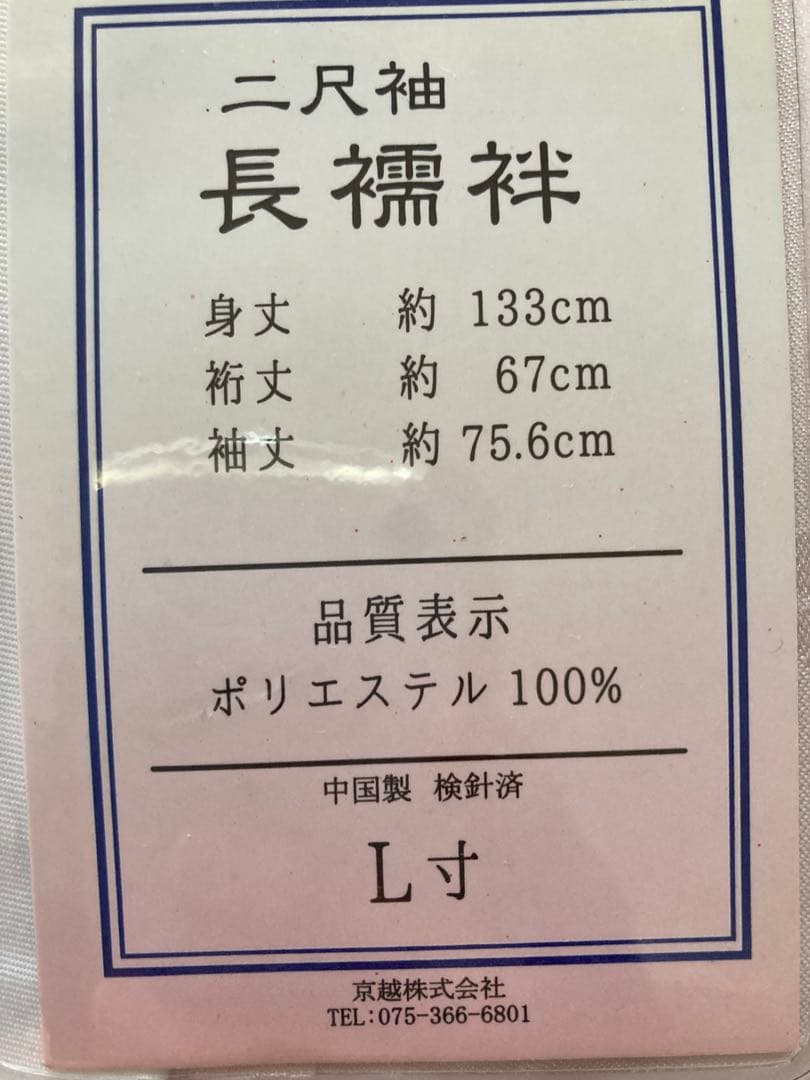 二尺袖
長襦袢
身丈 約 133cm
裄丈 約 67cm
袖丈 約 75.6cm
品質表示
ポリエステル 100%
中国製 検針済
L寸
京越株式会社
TEL:075-366-6801